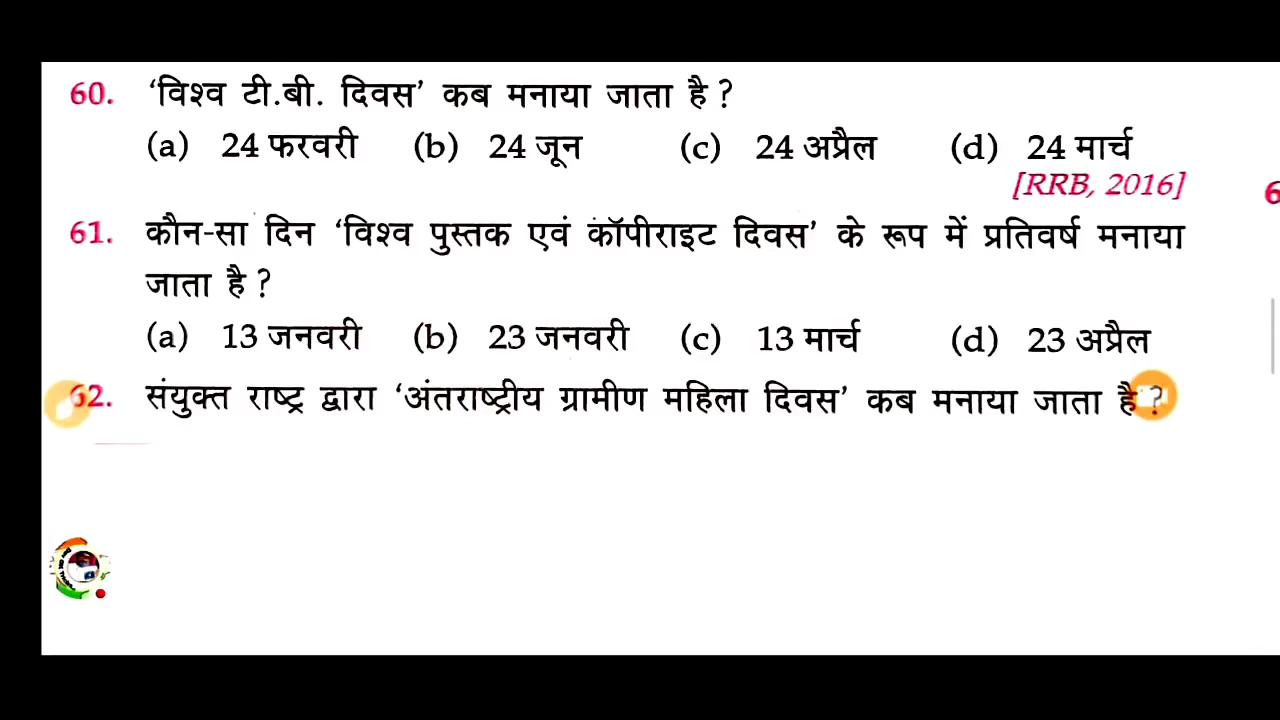 60. 'विश्व टी.बी. दिवस' कब मनाया जाता है ?
(a) 24 फरवरी (b) 24 जून (c) 24 अप्रैल (d) 24 मार्च
[RRB, 2016]
61. कौन-सा दिन 'विश्व पुस्तक एवं कॉपीराइट दिवस' के रूप में प्रतिवर्ष मनाया
जाता है ?
(a) 13 जनवरी (b) 23 जनवरी (c) 13 मार्च (d) 23 अप्रैल
62. संयुक्त राष्ट्र द्वारा 'अंतराष्ट्रीय ग्रामीण महिला दिवस' कब मनाया जाता है ?